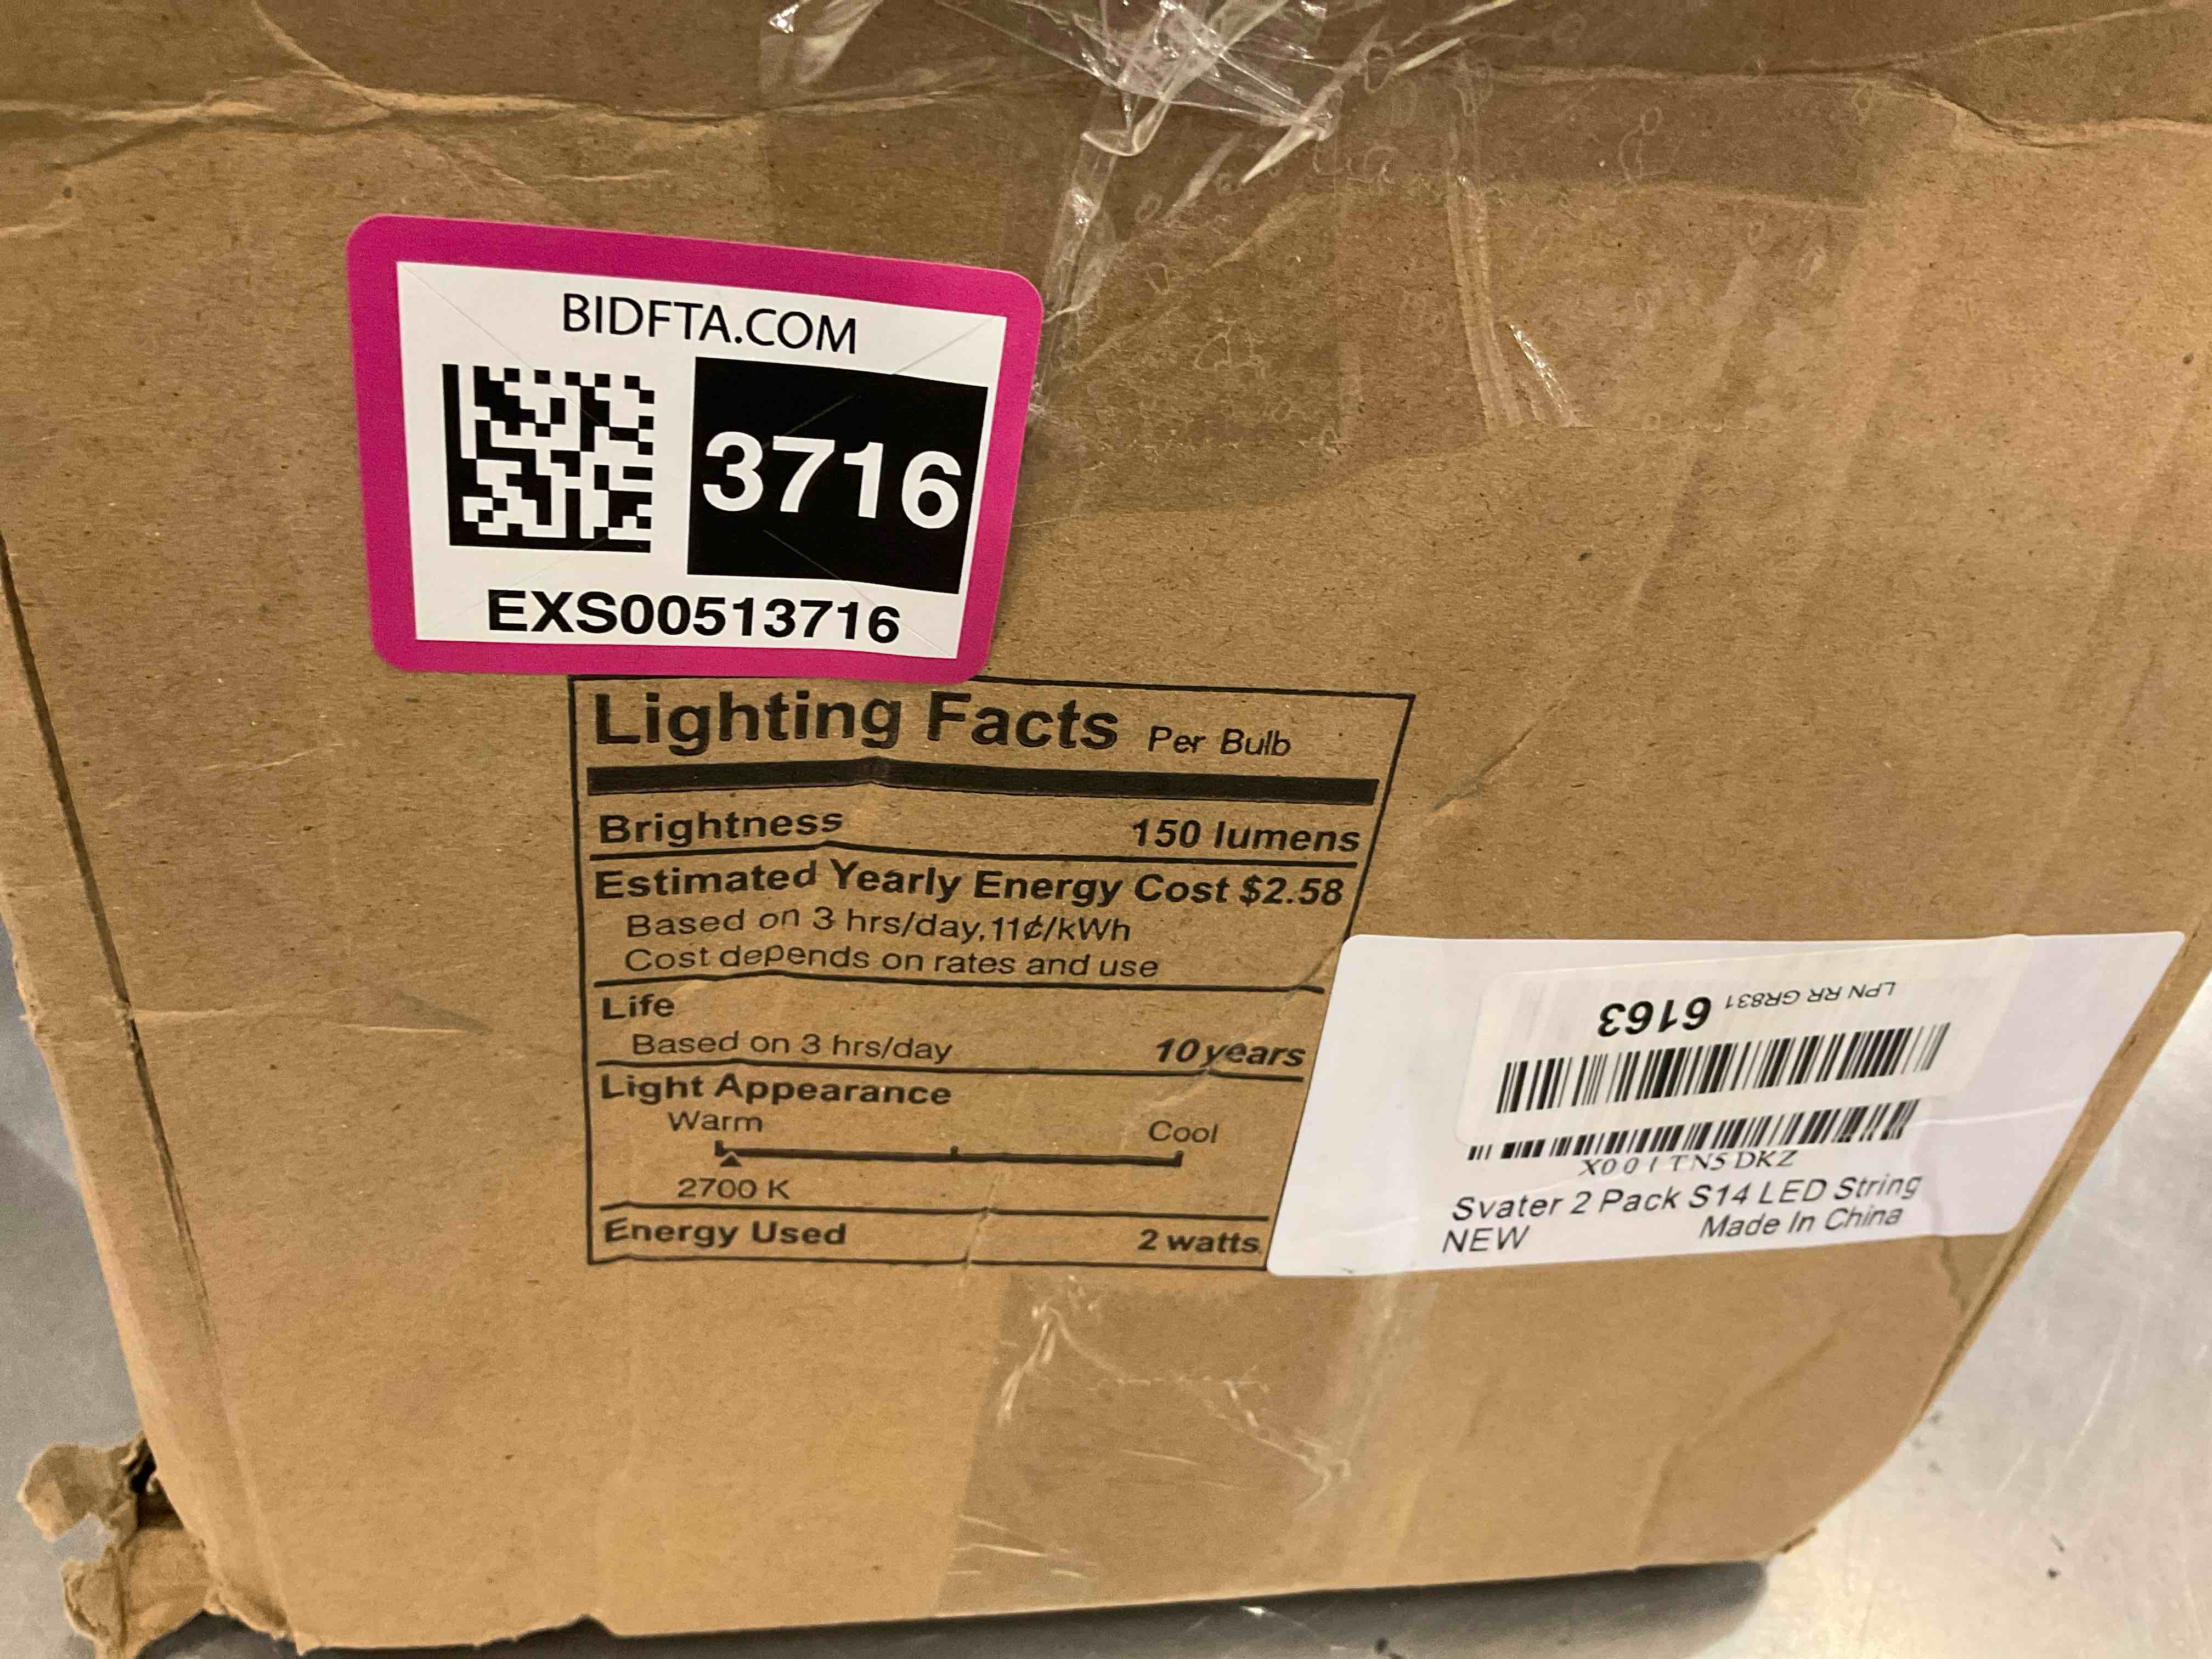 BIDFTA.COM
3716
EXS00513716
Lighting Facts Per Bulb
Brightness 150 lumens
Estimated Yearly Energy Cost $2.58
Based on 3 hrs/day,11¢/kWh
Cost depends on rates and use
Life
Based on 3 hrs/day 10 years
Light Appearance
Warm Cool
2700 K
Energy Used 2 watts
LPN RR GR831 6163
X001TN5DKZ
Svater 2 Pack S14 LED String
NEW Made In China